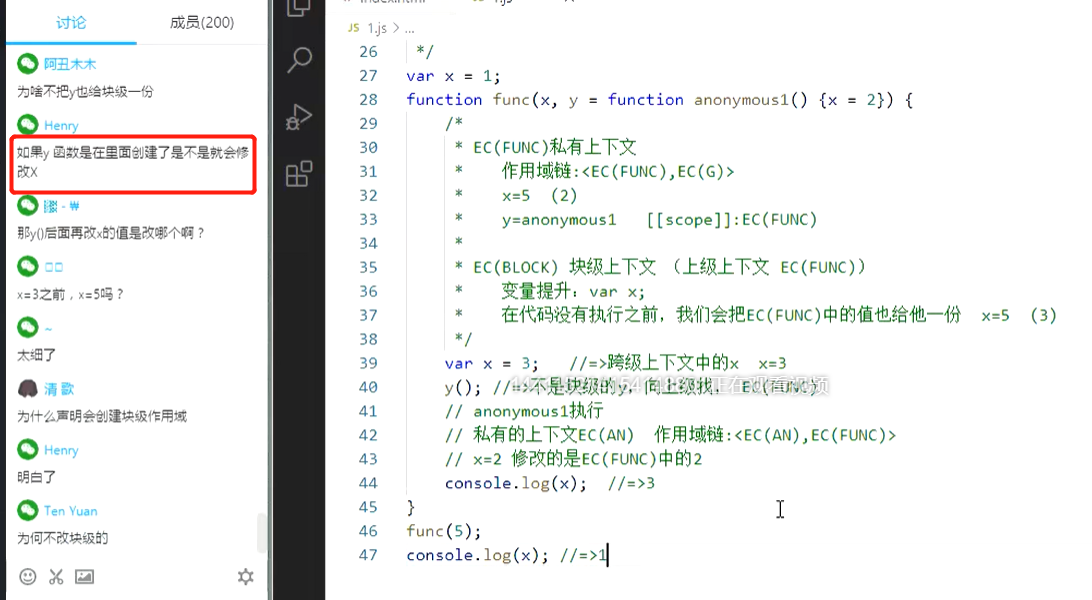 讨论
成员(200)
阿丑木木
为啥不把y也给块级一份
Henry
如果y 函数是在里面创建了是不是就会修
改X
那y()后面再改x的值是改哪个啊？
x=3之前，x=5吗？
~
太细了
清 歌
为什么声明会创建块级作用域
Henry
明白了
Ten Yuan
为何不改块级的
JS 1.js > ...
26 */
27 var x = 1;
28 function func(x, y = function anonymous1() {x = 2}) {
29 /*
30 * EC(FUNC)私有上下文
31 * 作用域链:<EC(FUNC),EC(G)>
32 * x=5 (2)
33 * y=anonymous1 [[scope]]:EC(FUNC)
34 *
35 * EC(BLOCK) 块级上下文 （上级上下文 EC(FUNC)）
36 * 变量提升: var x;
37 * 在代码没有执行之前，我们会把EC(FUNC)中的值也给他一份 x=5 (3)
38 */
39 var x = 3; //=>跨级上下文中的x x=3
40 y(); //=>不是块级的y，向上级找， EC(FUNC)
正在观看视频
41 // anonymous1执行
42 // 私有的上下文EC(AN) 作用域链:<EC(AN),EC(FUNC)>
43 // x=2 修改的是EC(FUNC)中的2
44 console.log(x); //=>3
45 }
46 func(5);
47 console.log(x); //=>1